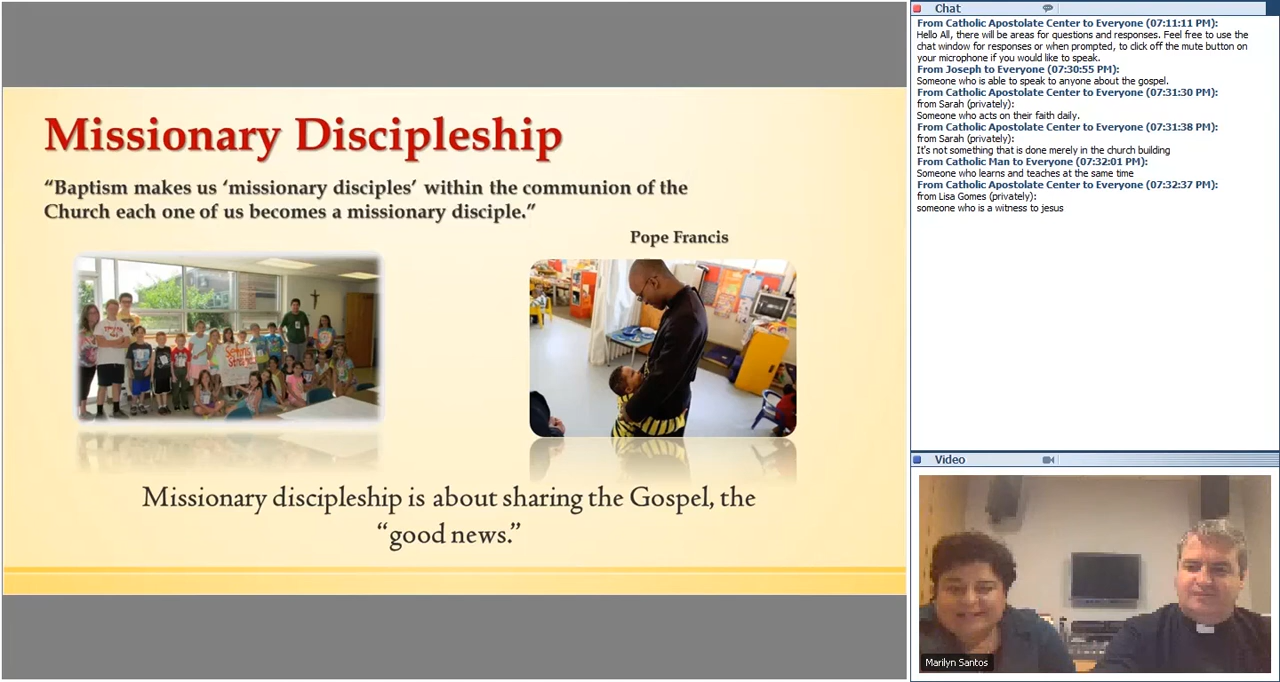 Missionary Discipleship
“Baptism makes us ‘missionary disciples’ within the communion of the
Church each one of us becomes a missionary disciple.”
Pope Francis
Missionary discipleship is about sharing the Gospel, the
“good news.”
Chat
From Catholic Apostolate Center to Everyone (07:11:11 PM):
Hello All, there will be areas for questions and responses. Feel free to use the
chat window for responses or when prompted, to click off the mute button on
your microphone if you would like to speak.
From Joseph to Everyone (07:30:55 PM):
Someone who is able to speak to anyone about the gospel.
From Catholic Apostolate Center to Everyone (07:31:30 PM):
from Sarah (privately):
Someone who acts on their faith daily.
From Catholic Apostolate Center to Everyone (07:31:38 PM):
from Sarah (privately):
It's not something that is done merely in the church building
From Catholic Man to Everyone (07:32:01 PM):
Someone who learns and teaches at the same time
From Catholic Apostolate Center to Everyone (07:32:37 PM):
from Lisa Gomes (privately):
someone who is a witness to jesus
Video
Marilyn Santos